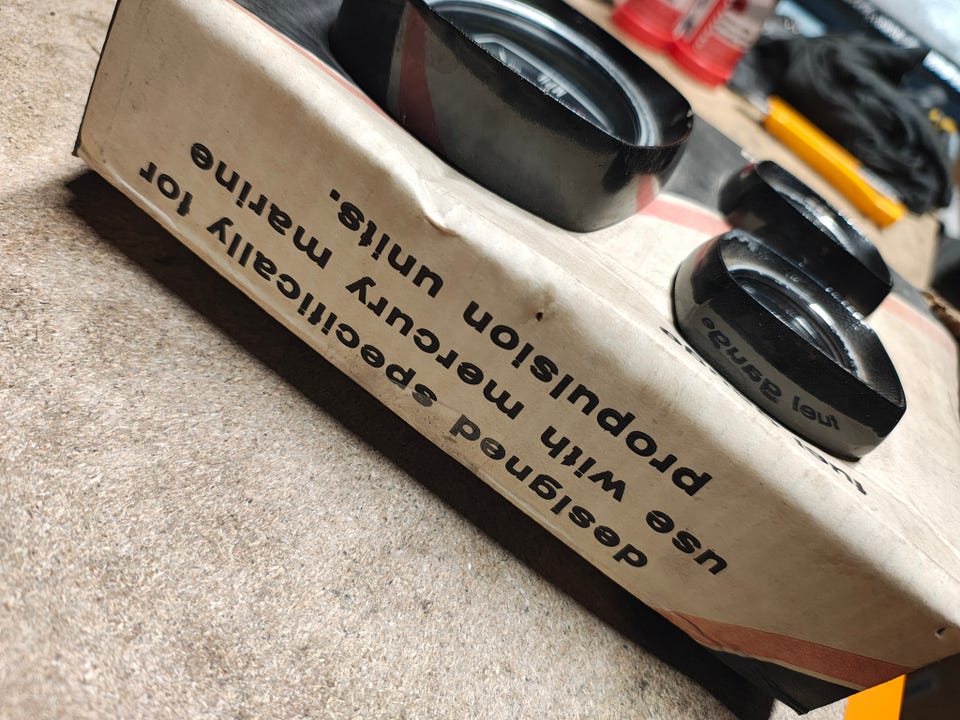 designed specifically for
use with mercury marine
propulsion units.
fuel gauge